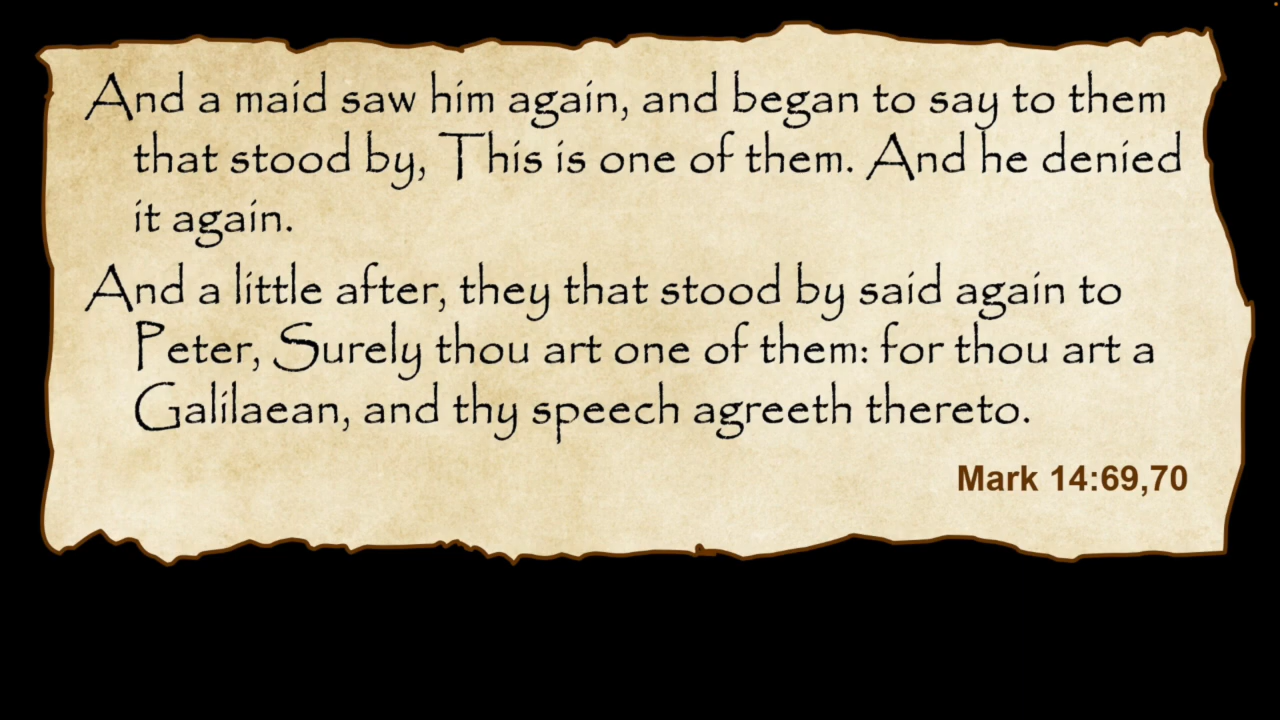 And a maid saw him again, and began to say to them
that stood by, This is one of them. And he denied
it again.
And a little after, they that stood by said again to
Peter, Surely thou art one of them: for thou art a
Galilaean, and thy speech agreeth thereto.
Mark 14:69,70